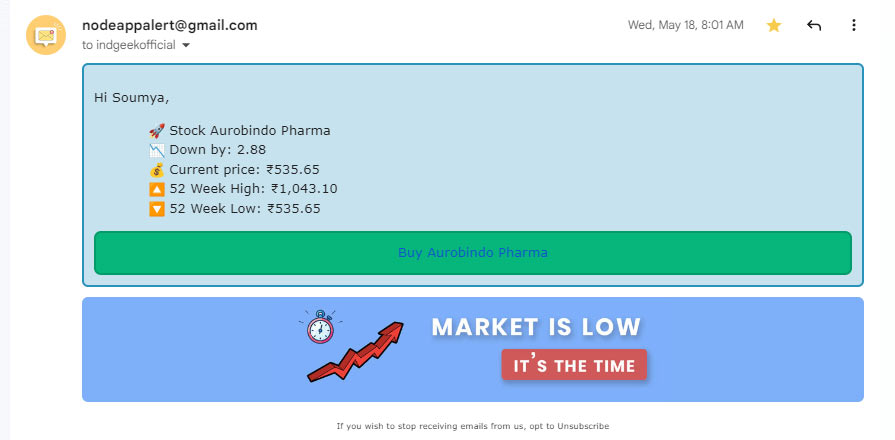 nodeappalert@gmail.com
Wed, May 18, 8:01 AM
to indgeekofficial
Hi Soumya,
🚀 Stock Aurobindo Pharma
📉 Down by: 2.88
💰 Current price: ₹535.65
🔼 52 Week High: ₹1,043.10
🔽 52 Week Low: ₹535.65
Buy Aurobindo Pharma
MARKET IS LOW
IT'S THE TIME
If you wish to stop receiving emails from us, opt to Unsubscribe